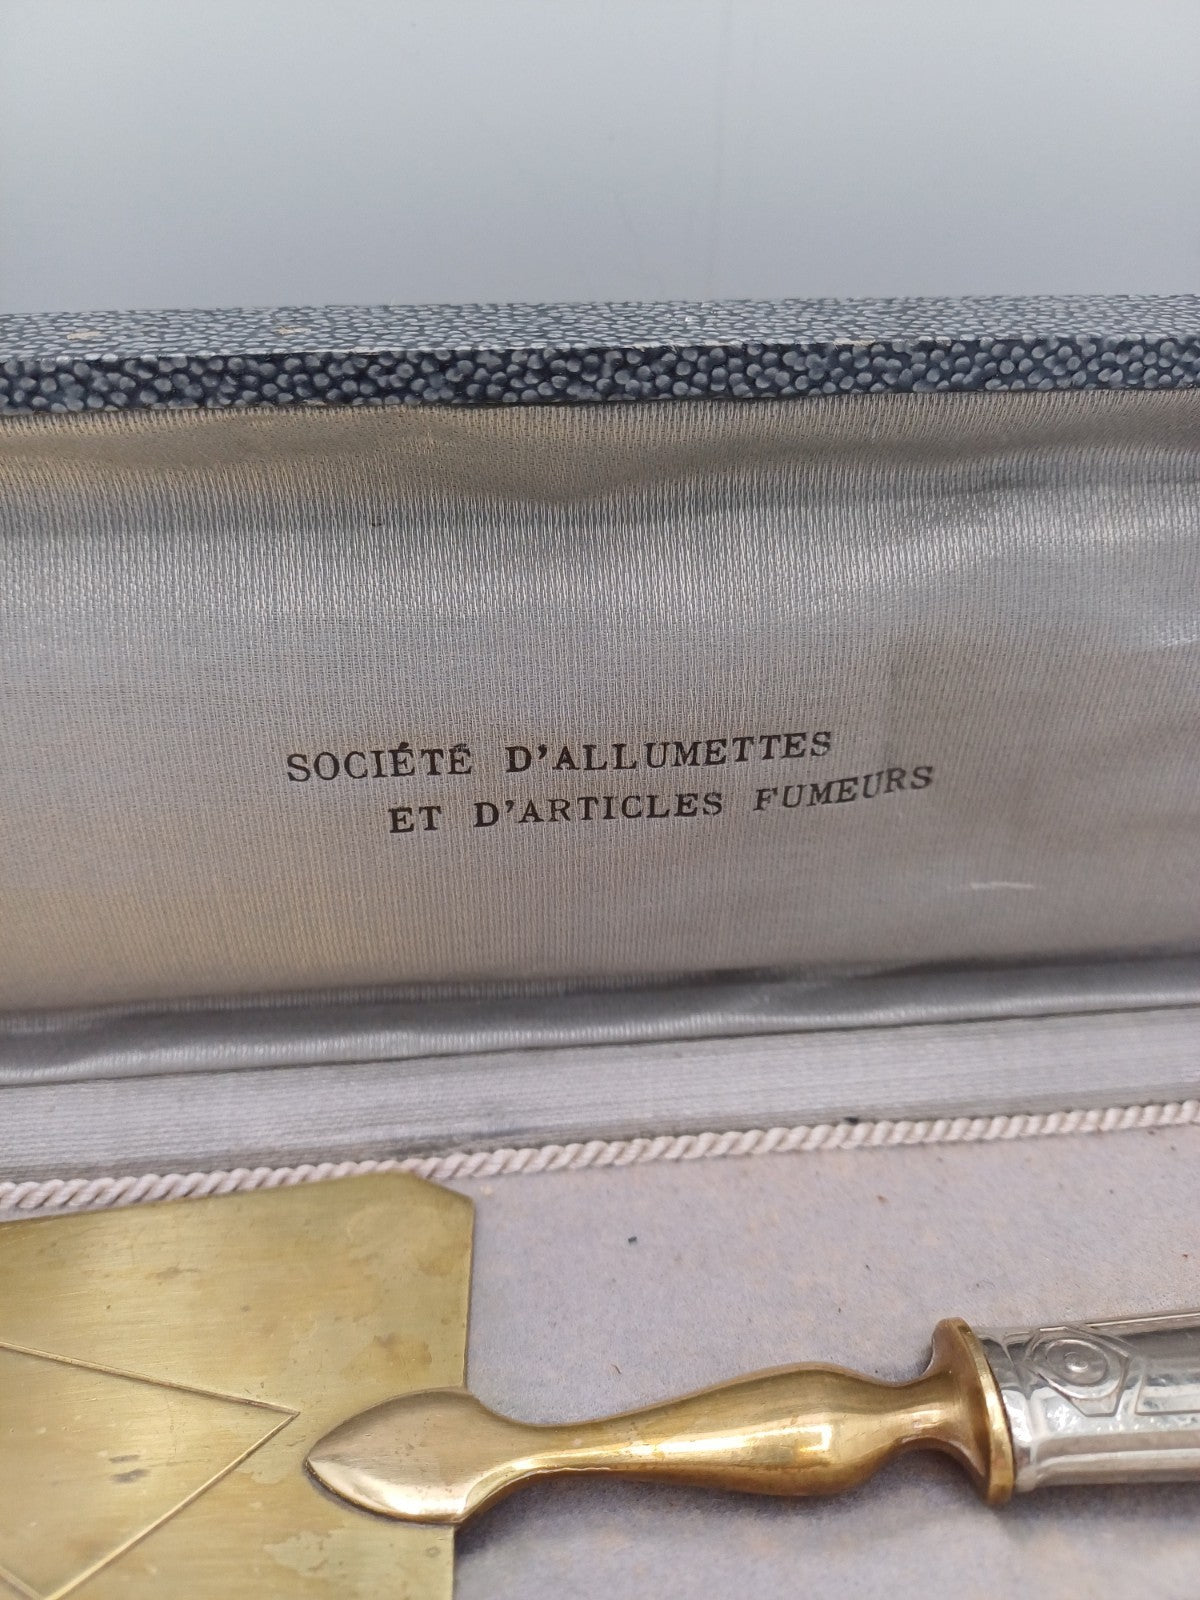 SOCIÉTÉ D'ALLUMETTES
ET D'ARTICLES FUMEURS